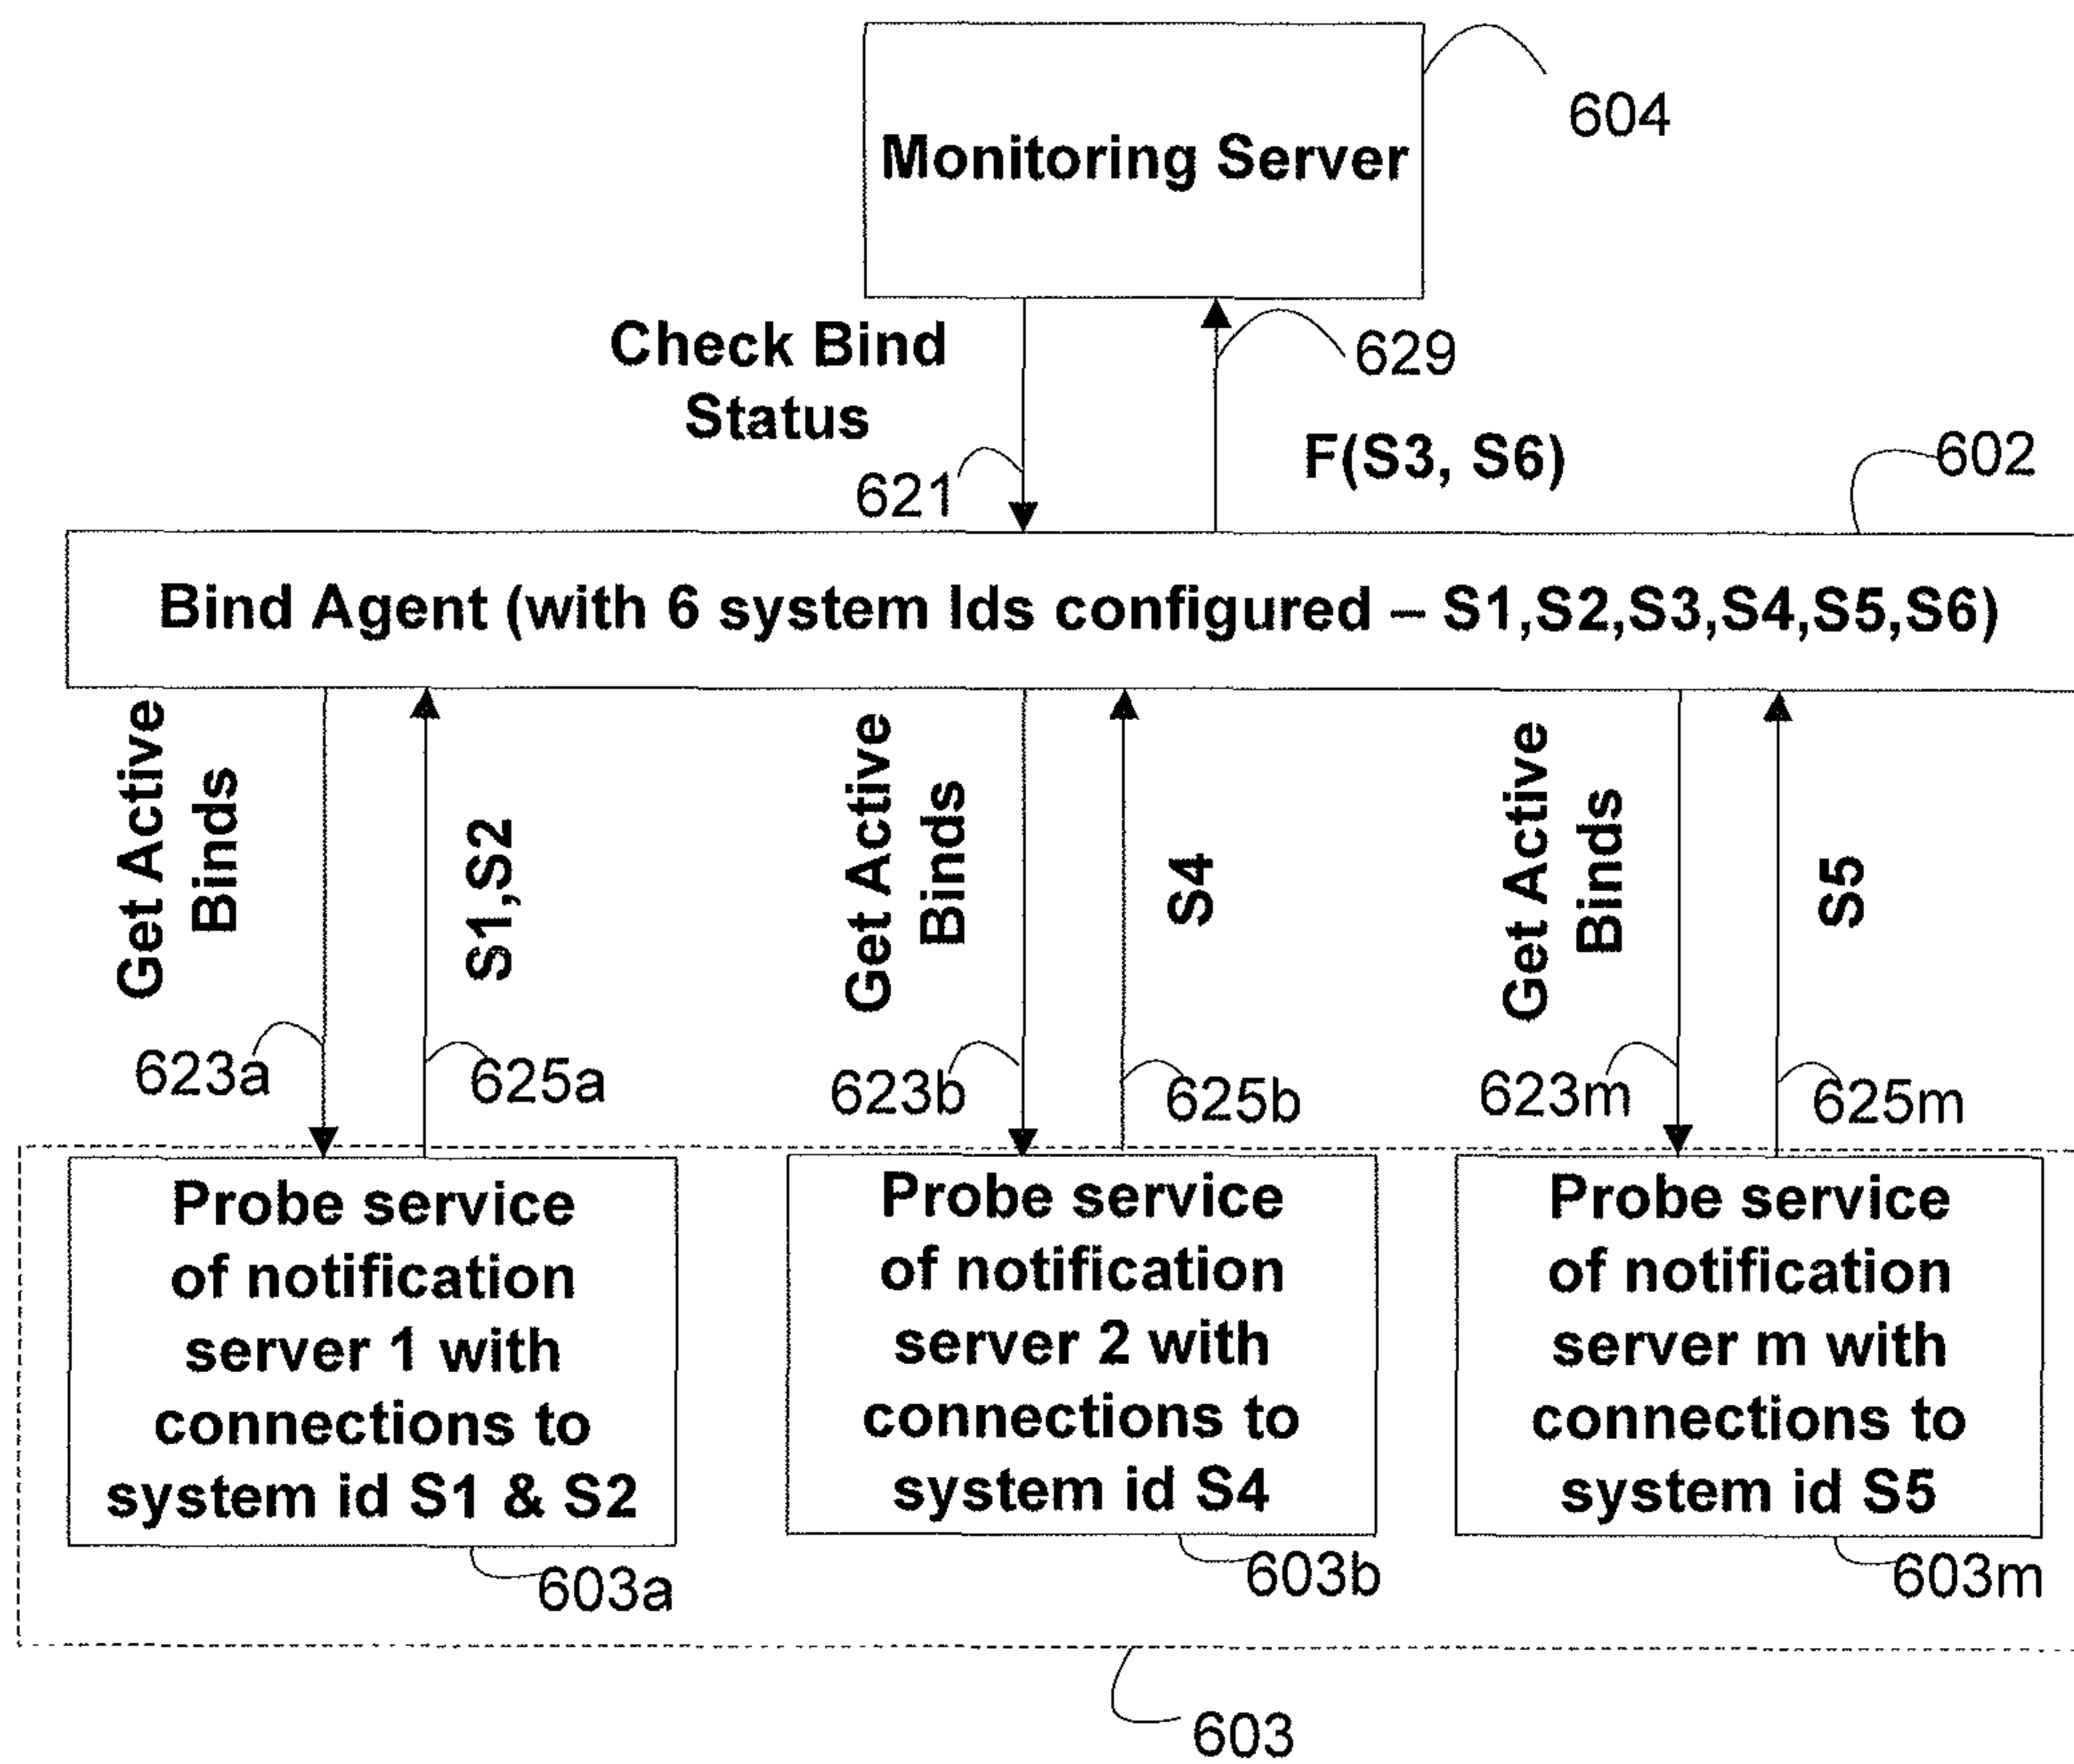 604
Monitoring Server
Check Bind
Status
629
621
F(S3, S6)
602
Bind Agent (with 6 system Ids configured – S1,S2,S3,S4,S5,S6)
Get Active
Binds
S1,S2
Get Active
Binds
S4
Get Active
Binds
S5
623a
625a
623b
625b
623m
625m
Probe service
of notification
server 1 with
connections to
system id S1 & S2
Probe service
of notification
server 2 with
connections to
system id S4
Probe service
of notification
server m with
connections to
system id S5
603a
603b
603m
603